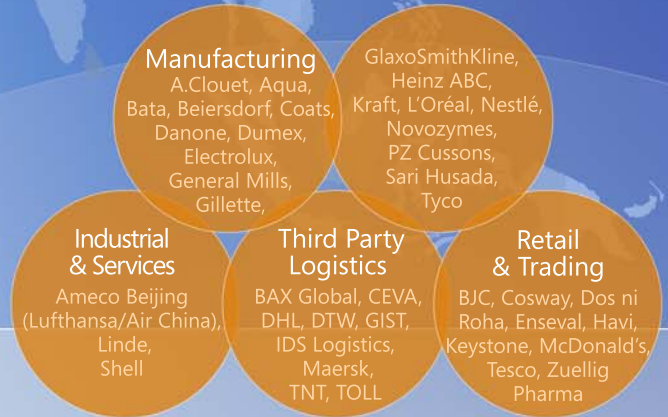 Manufacturing
A.Clouet, Aqua,
Bata, Beiersdorf, Coats,
Danone, Dumex,
Electrolux,
General Mills,
Gillette,
GlaxoSmithKline,
Heinz ABC,
Kraft, L'Oréal, Nestlé,
Novozymes,
PZ Cussons,
Sari Husada,
Tyco
Industrial
& Services
Ameco Beijing
(Lufthansa/Air China),
Linde,
Shell
Third Party
Logistics
BAX Global, CEVA,
DHL, DTW, GIST,
IDS Logistics,
Maersk,
TNT, TOLL
Retail
& Trading
BJC, Cosway, Dos ni
Roha, Enseval, Havi,
Keystone, McDonald's,
Tesco, Zuellig
Pharma